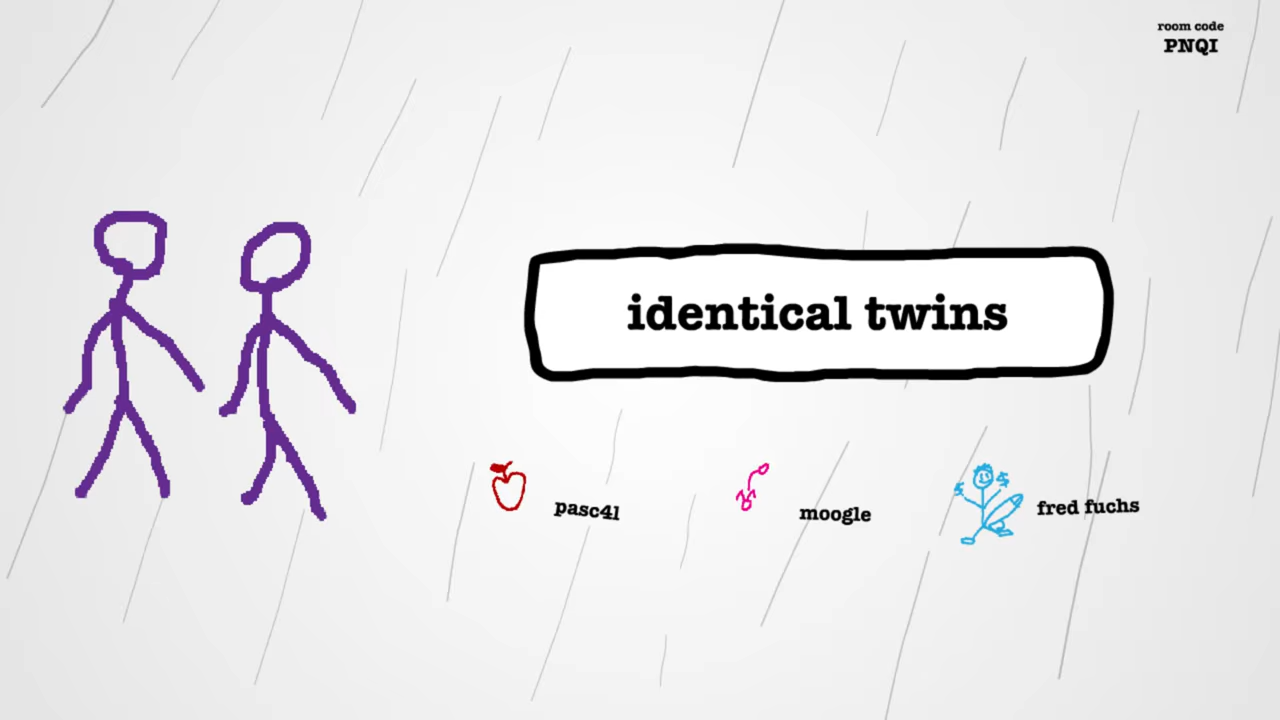 room code
PNQI
identical twins
pasc4l
moogle
fred fuchs